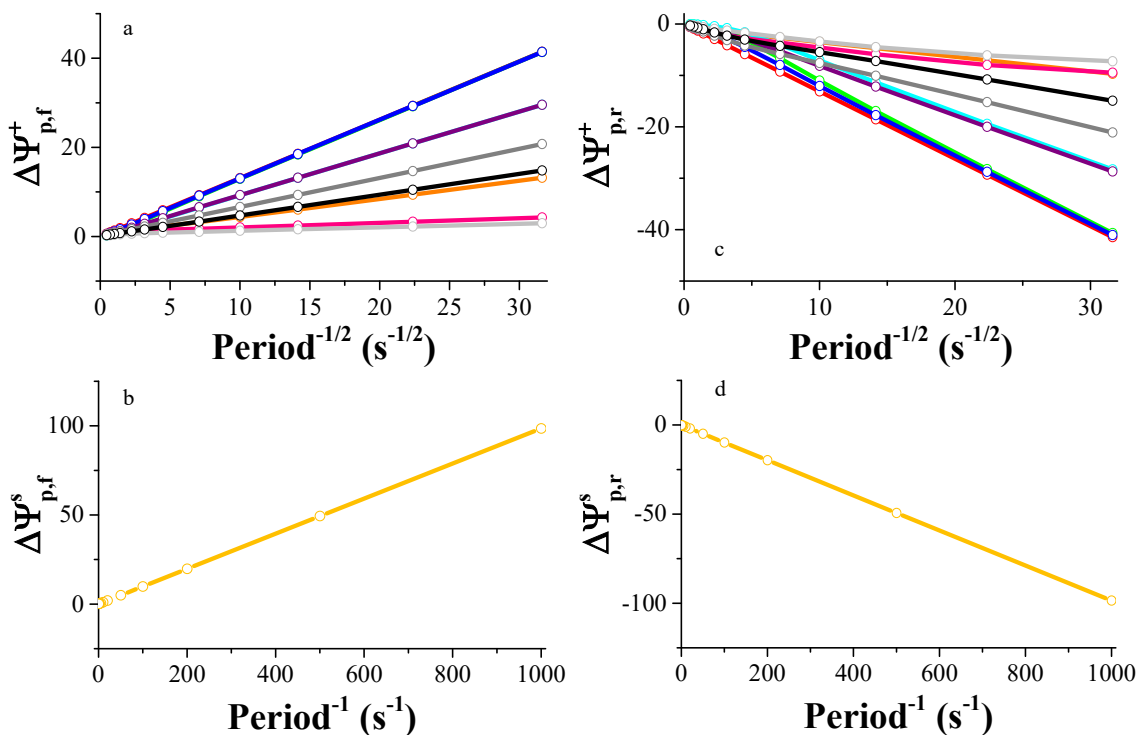 a
40
20
0
ΔΨ⁺p,f
0 5 10 15 20 25 30
Period⁻¹/² (s⁻¹/²)
0
-20
-40
ΔΨ⁺p,r
c
0 10 20 30
Period⁻¹/² (s⁻¹/²)
b
100
50
0
ΔΨˢp,f
0 200 400 600 800 1000
Period⁻¹ (s⁻¹)
d
0
-50
-100
ΔΨˢp,r
0 200 400 600 800 1000
Period⁻¹ (s⁻¹)